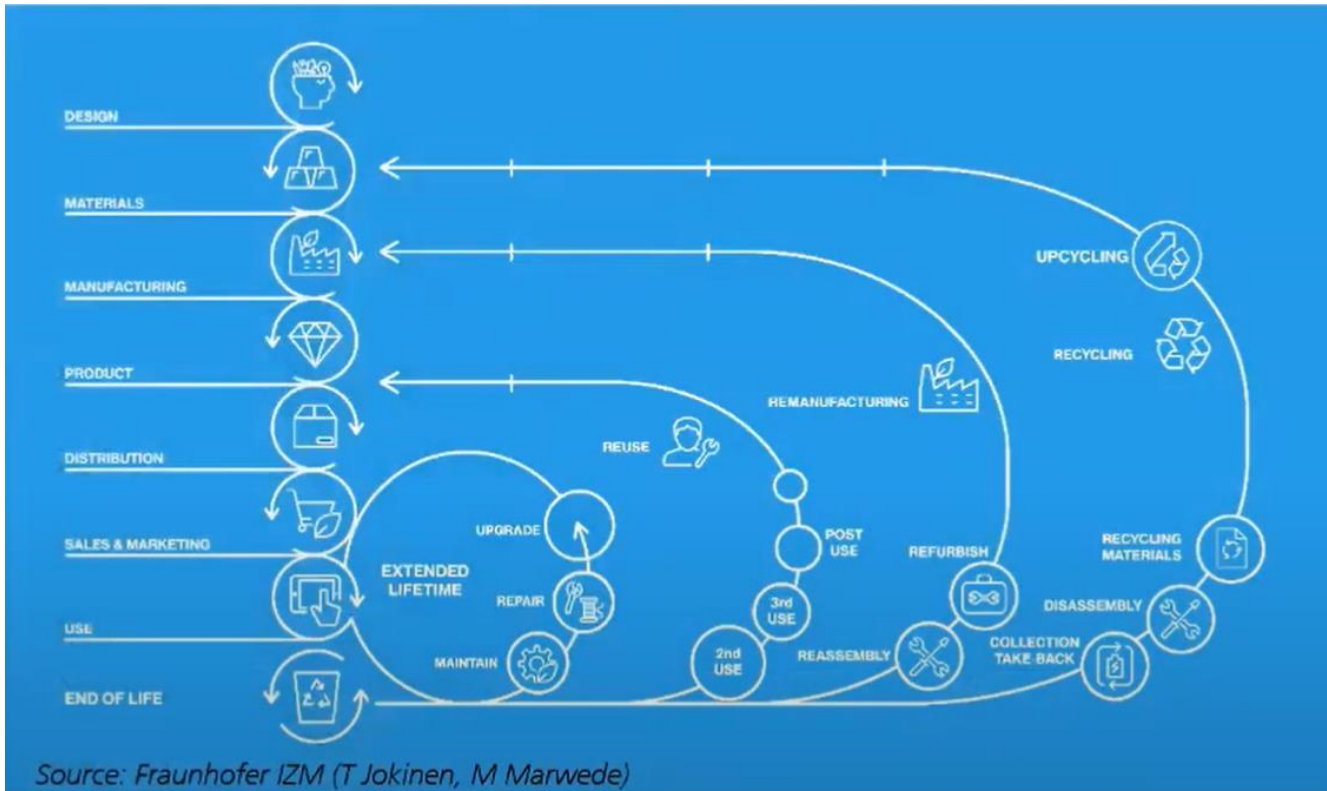 DESIGN
MATERIALS
MANUFACTURING
PRODUCT
DISTRIBUTION
SALES & MARKETING
USE
END OF LIFE
EXTENDED
LIFETIME
UPGRADE
REPAIR
MAINTAIN
REUSE
POST
USE
3rd
USE
2nd
USE
REMANUFACTURING
REFURBISH
REASSEMBLY
UPCYCLING
RECYCLING
RECYCLING
MATERIALS
DISASSEMBLY
COLLECTION
TAKE BACK
Source: Fraunhofer IZM (T Jokinen, M Marwede)